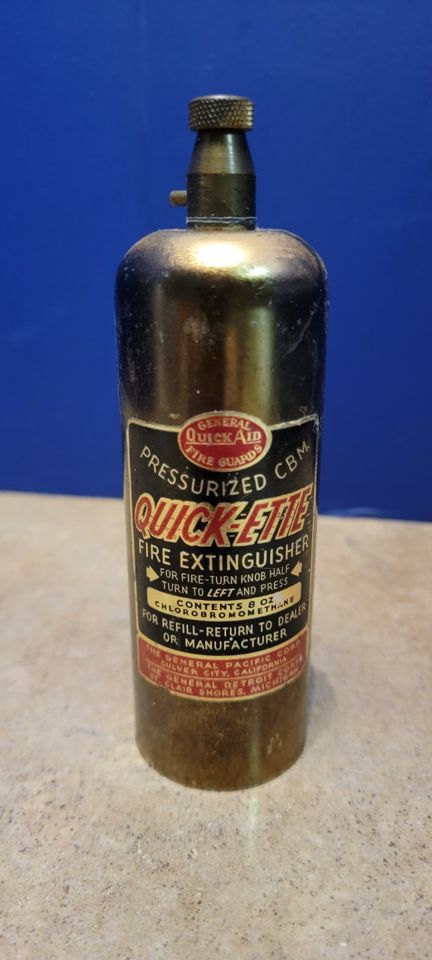 GENERAL
QUICK AID
FIRE GUARDS
PRESSURIZED C.B.M.
QUICK-ETTE
FIRE EXTINGUISHER
FOR FIRE-TURN KNOB HALF
TURN TO LEFT AND PRESS
CONTENTS 8 OZ.
CHLOROBROMOMETHANE
FOR REFILL-RETURN TO DEALER
OR MANUFACTURER
THE GENERAL PACIFIC CORP.
CULVER CITY, CALIFORNIA
THE GENERAL DETROIT CORP.
ST. CLAIR SHORES, MICHIGAN